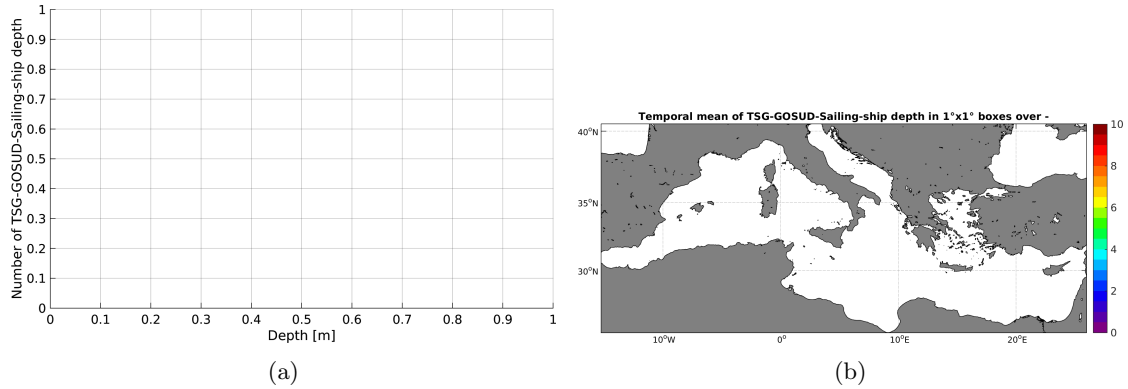 1
0.9
0.8
0.7
0.6
0.5
0.4
0.3
0.2
0.1
0
Number of TSG-GOSUD-Sailing-ship depth
0 0.1 0.2 0.3 0.4 0.5 0.6 0.7 0.8 0.9 1
Depth [m]
(a)
Temporal mean of TSG-GOSUD-Sailing-ship depth in 1°x1° boxes over -
40°N
35°N
30°N
10°W 0° 10°E 20°E
10
8
6
4
2
0
(b)